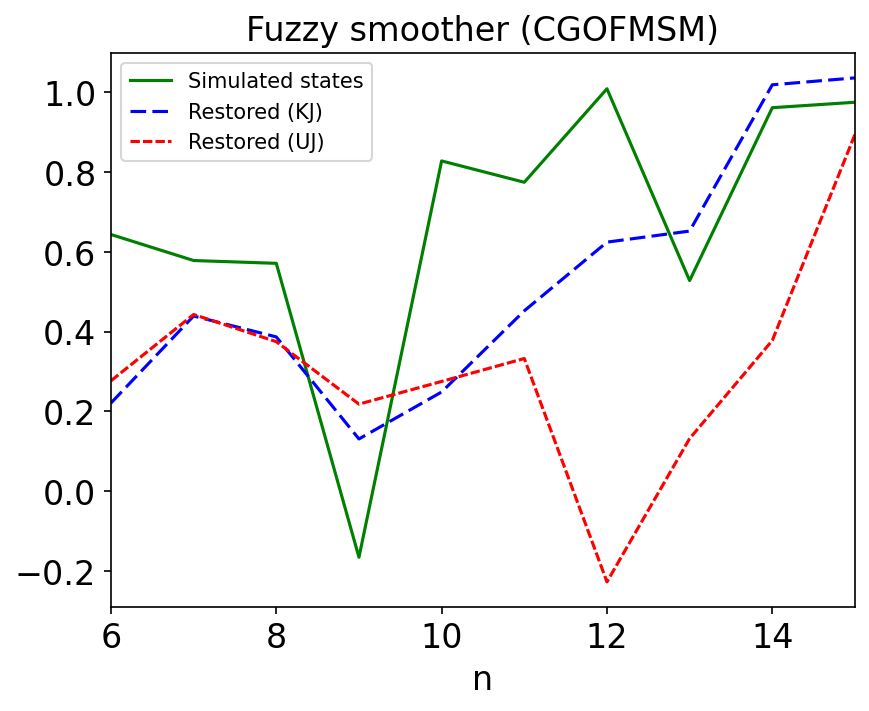 Fuzzy smoother (CGOFMSM)
Simulated states
Restored (KJ)
Restored (UJ)
1.0
0.8
0.6
0.4
0.2
0.0
−0.2
6 8 10 12 14
n